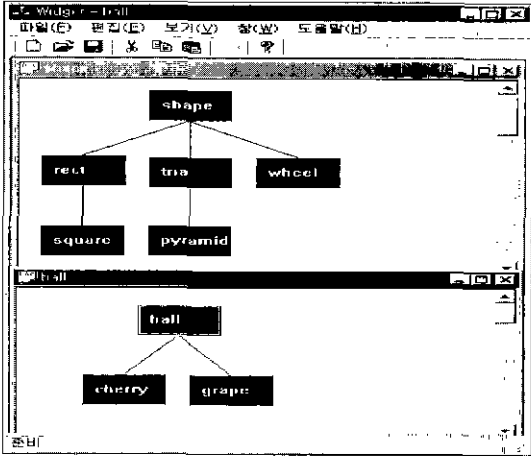 Widger - ball
파일(F) 편집(E) 보기(V) 창(W) 도움말(H)
shape
rect tria wheel
square pyramid
ball
ball
cherry grape
준비